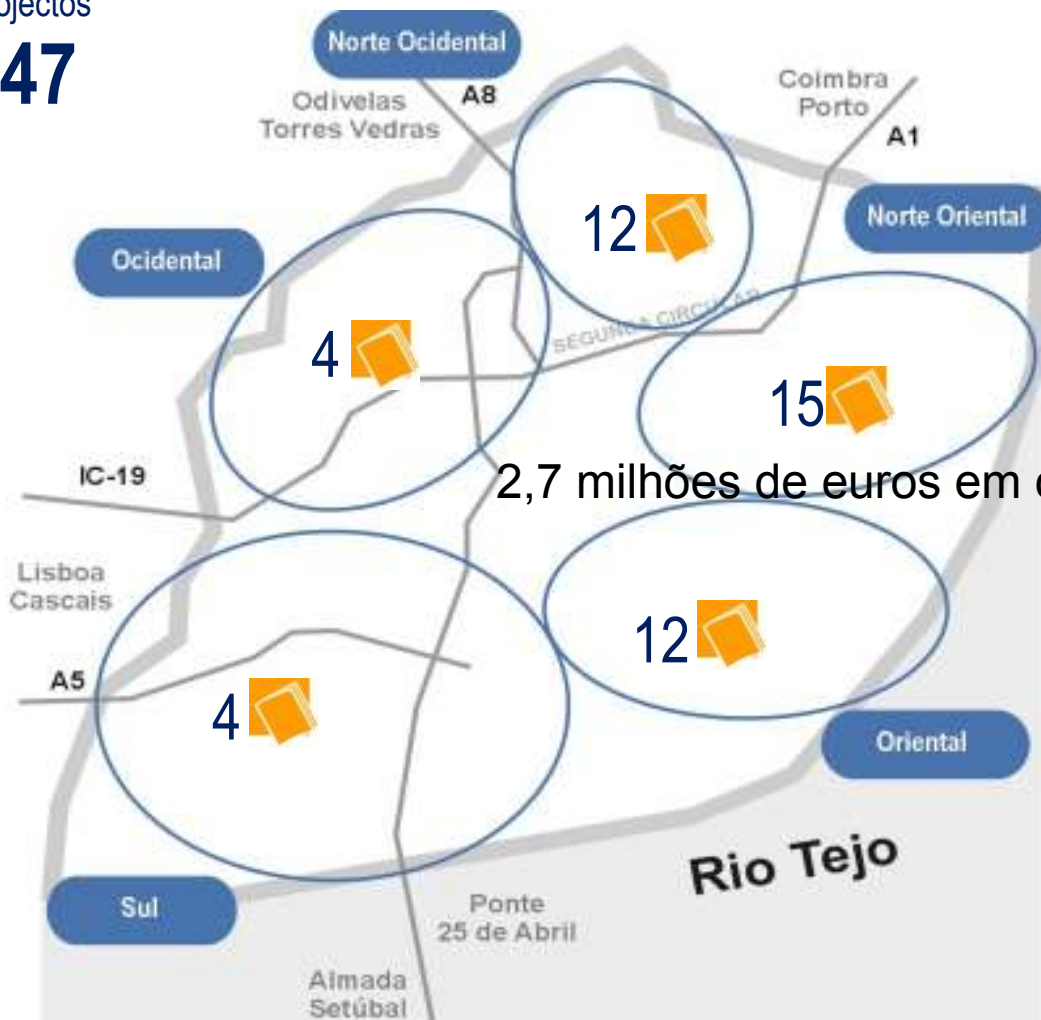 47
Norte Ocidental
Odivelas
Torres Vedras
A8
Coimbra
Porto
A1
12
Norte Oriental
Ocidental
SEGUNDA CIRCULAR
4
15
IC-19
2,7 milhões de euros em
Lisboa
Cascais
12
A5
4
Oriental
Rio Tejo
Sul
Ponte
25 de Abril
Almada
Setúbal